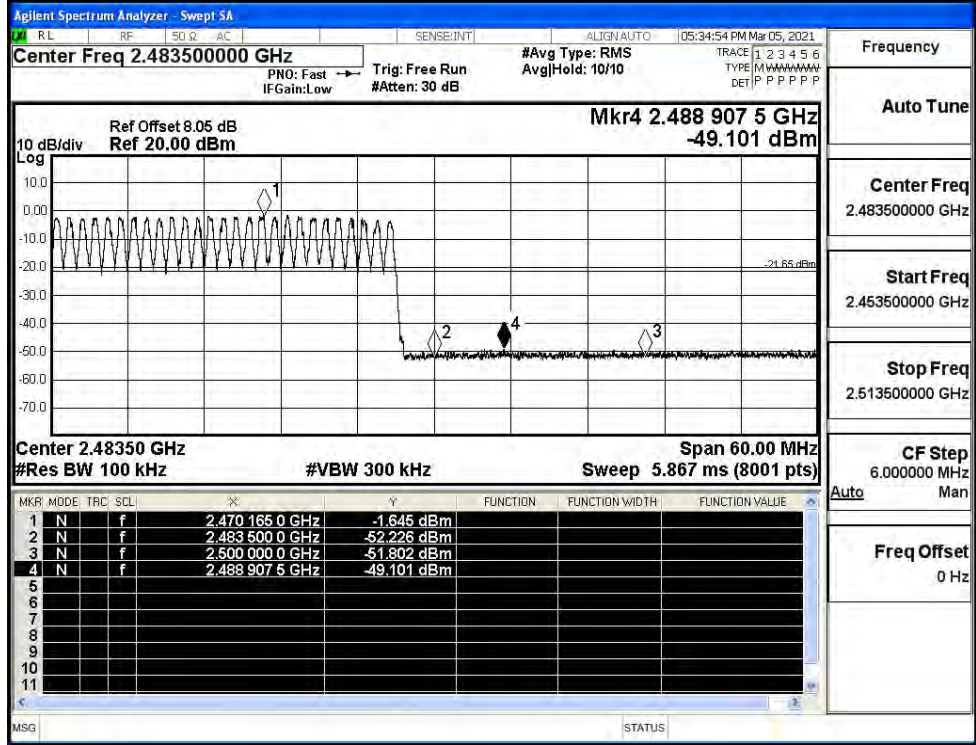 Agilent Spectrum Analyzer - Swept SA
RL RF 50 Ω AC SENSE:INT ALIGN AUTO 05:34:54 PM Mar 05, 2021
Center Freq 2.483500000 GHz
PNO: Fast
IFGain:Low
Trig: Free Run
#Atten: 30 dB
#Avg Type: RMS
Avg|Hold: 10/10
TRACE 1 2 3 4 5 6
TYPE M WWWWW
DET P P P P P P
Frequency
Auto Tune
Center Freq
2.483500000 GHz
Start Freq
2.453500000 GHz
Stop Freq
2.513500000 GHz
CF Step
6.000000 MHz
Auto Man
Freq Offset
0 Hz
Mkr4 2.488 907 5 GHz
-49.101 dBm
Ref Offset 8.05 dB
10 dB/div Ref 20.00 dBm
Log
10.0
0.00
-10.0
-20.0
-30.0
-40.0
-50.0
-60.0
-70.0
1
-21.65 dBm
2
4
3
Center 2.48350 GHz Span 60.00 MHz
#Res BW 100 kHz #VBW 300 kHz Sweep 5.867 ms (8001 pts)
MKR MODE TRC SCL X Y FUNCTION FUNCTION WIDTH FUNCTION VALUE
1 N f 2.470 165 0 GHz -1.645 dBm
2 N f 2.483 500 0 GHz -52.226 dBm
3 N f 2.500 000 0 GHz -51.802 dBm
4 N f 2.488 907 5 GHz -49.101 dBm
5
6
7
8
9
10
11
MSG STATUS